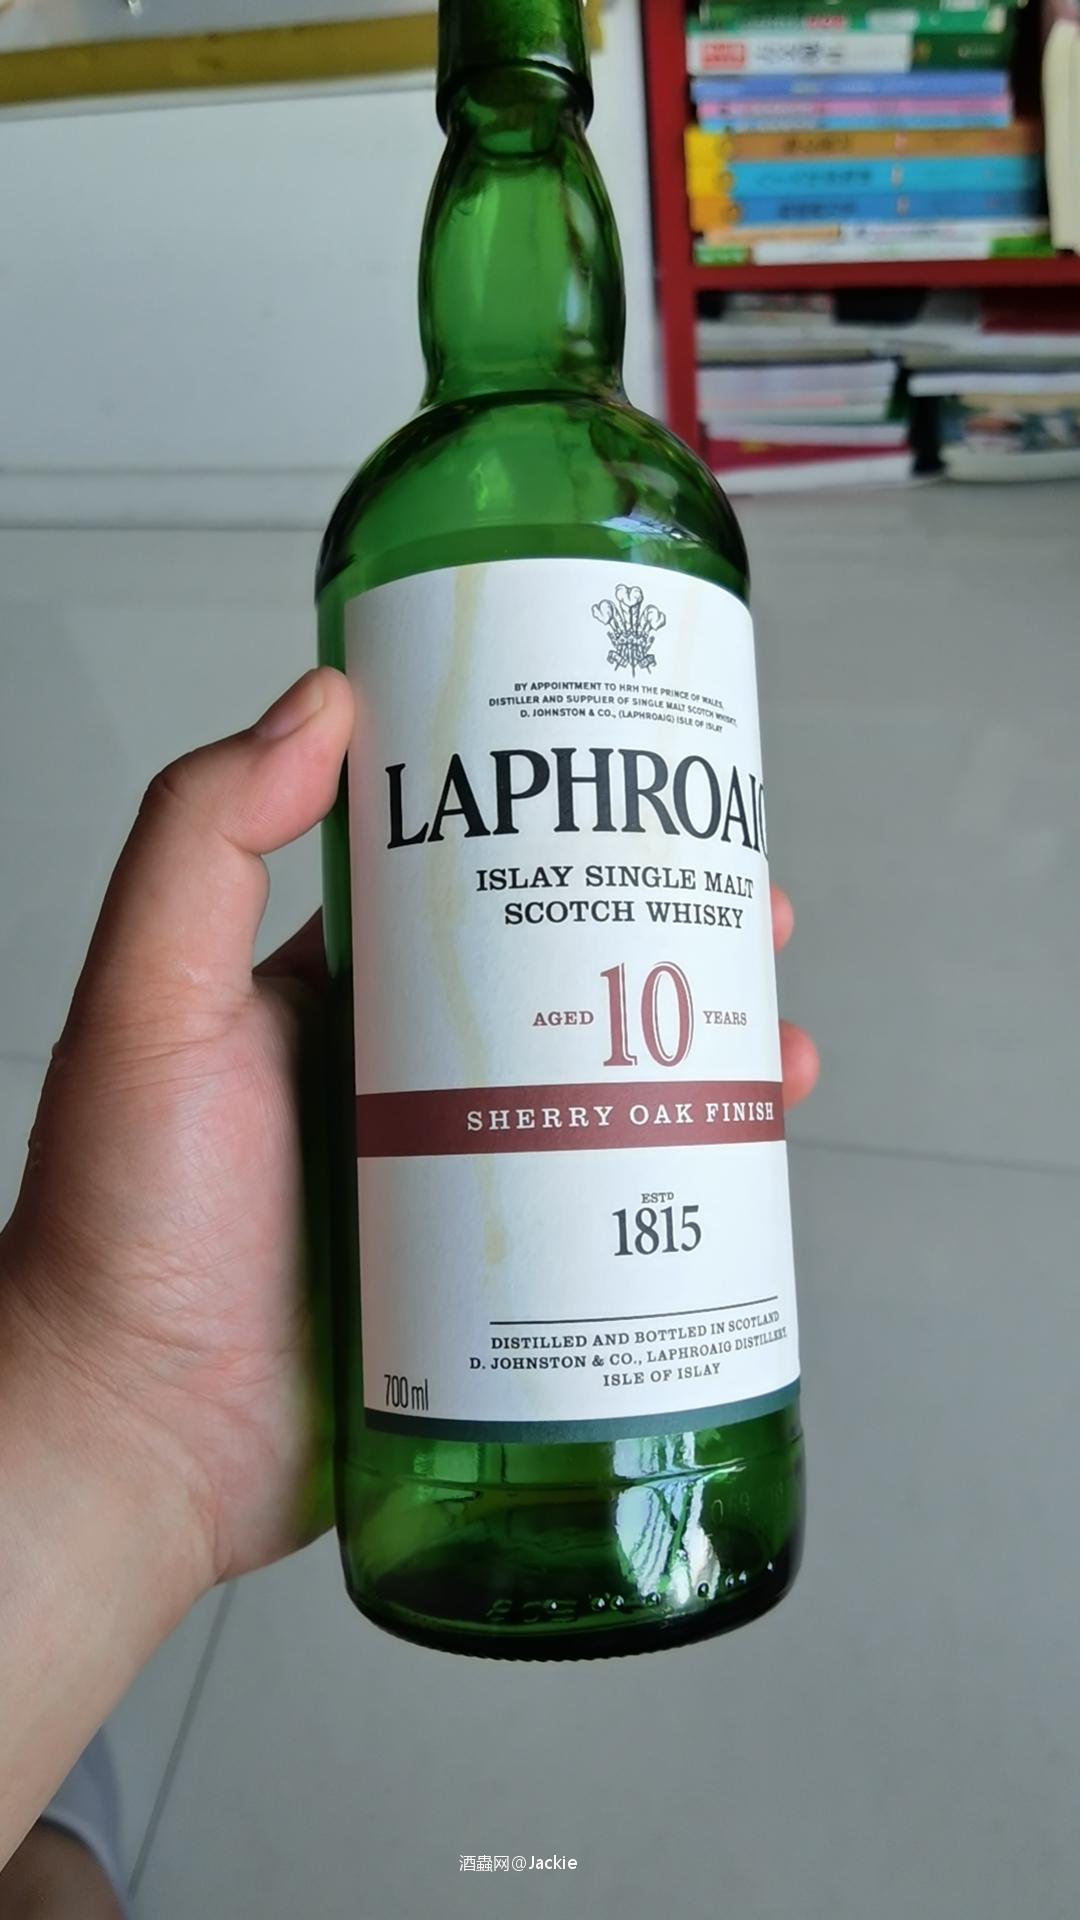 BY APPOINTMENT TO HRH THE PRINCE OF WALES,
DISTILLER AND SUPPLIER OF SINGLE MALT SCOTCH WHISKY,
D. JOHNSTON & CO., (LAPHROAIG) ISLE OF ISLAY
LAPHROAIG
ISLAY SINGLE MALT
SCOTCH WHISKY
AGED 10 YEARS
SHERRY OAK FINISH
ESTD
1815
DISTILLED AND BOTTLED IN SCOTLAND
D. JOHNSTON & CO., LAPHROAIG DISTILLERY,
ISLE OF ISLAY
700 ml
酒蟲网@Jackie